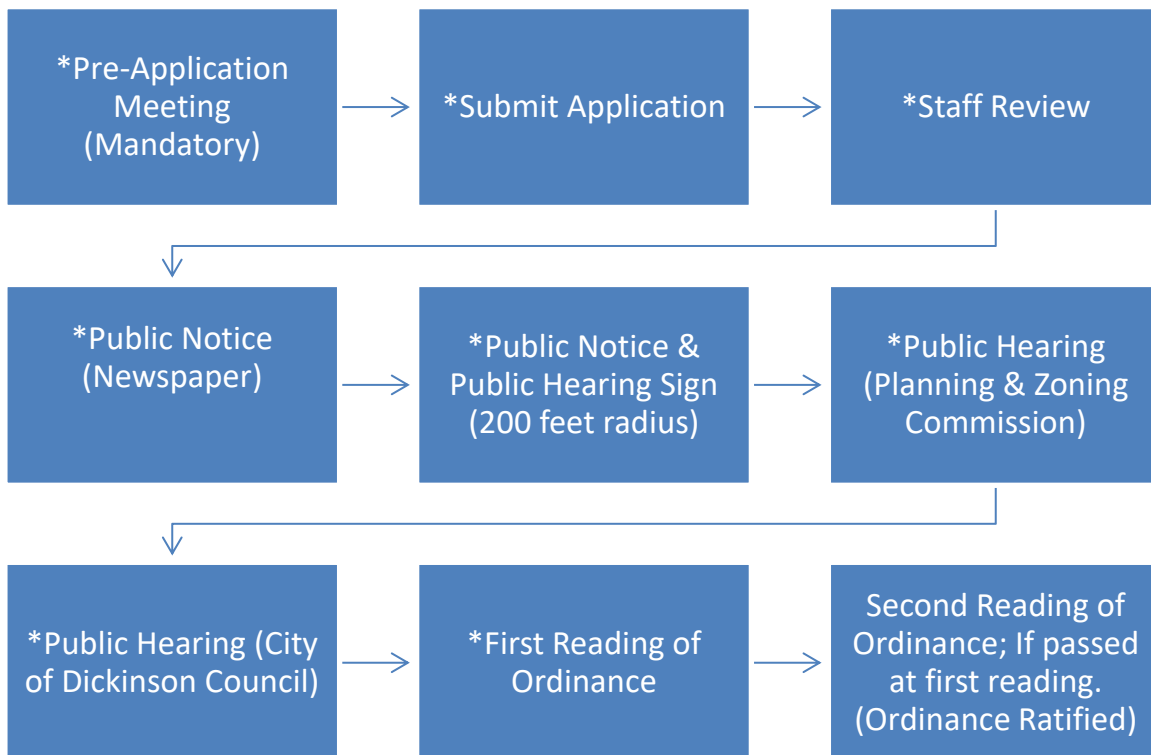 *Pre-Application
Meeting
(Mandatory)
*Submit Application
*Staff Review
*Public Notice
(Newspaper)
*Public Notice &
Public Hearing Sign
(200 feet radius)
*Public Hearing
(Planning & Zoning
Commission)
*Public Hearing (City
of Dickinson Council)
*First Reading of
Ordinance
Second Reading of
Ordinance; If passed
at first reading.
(Ordinance Ratified)